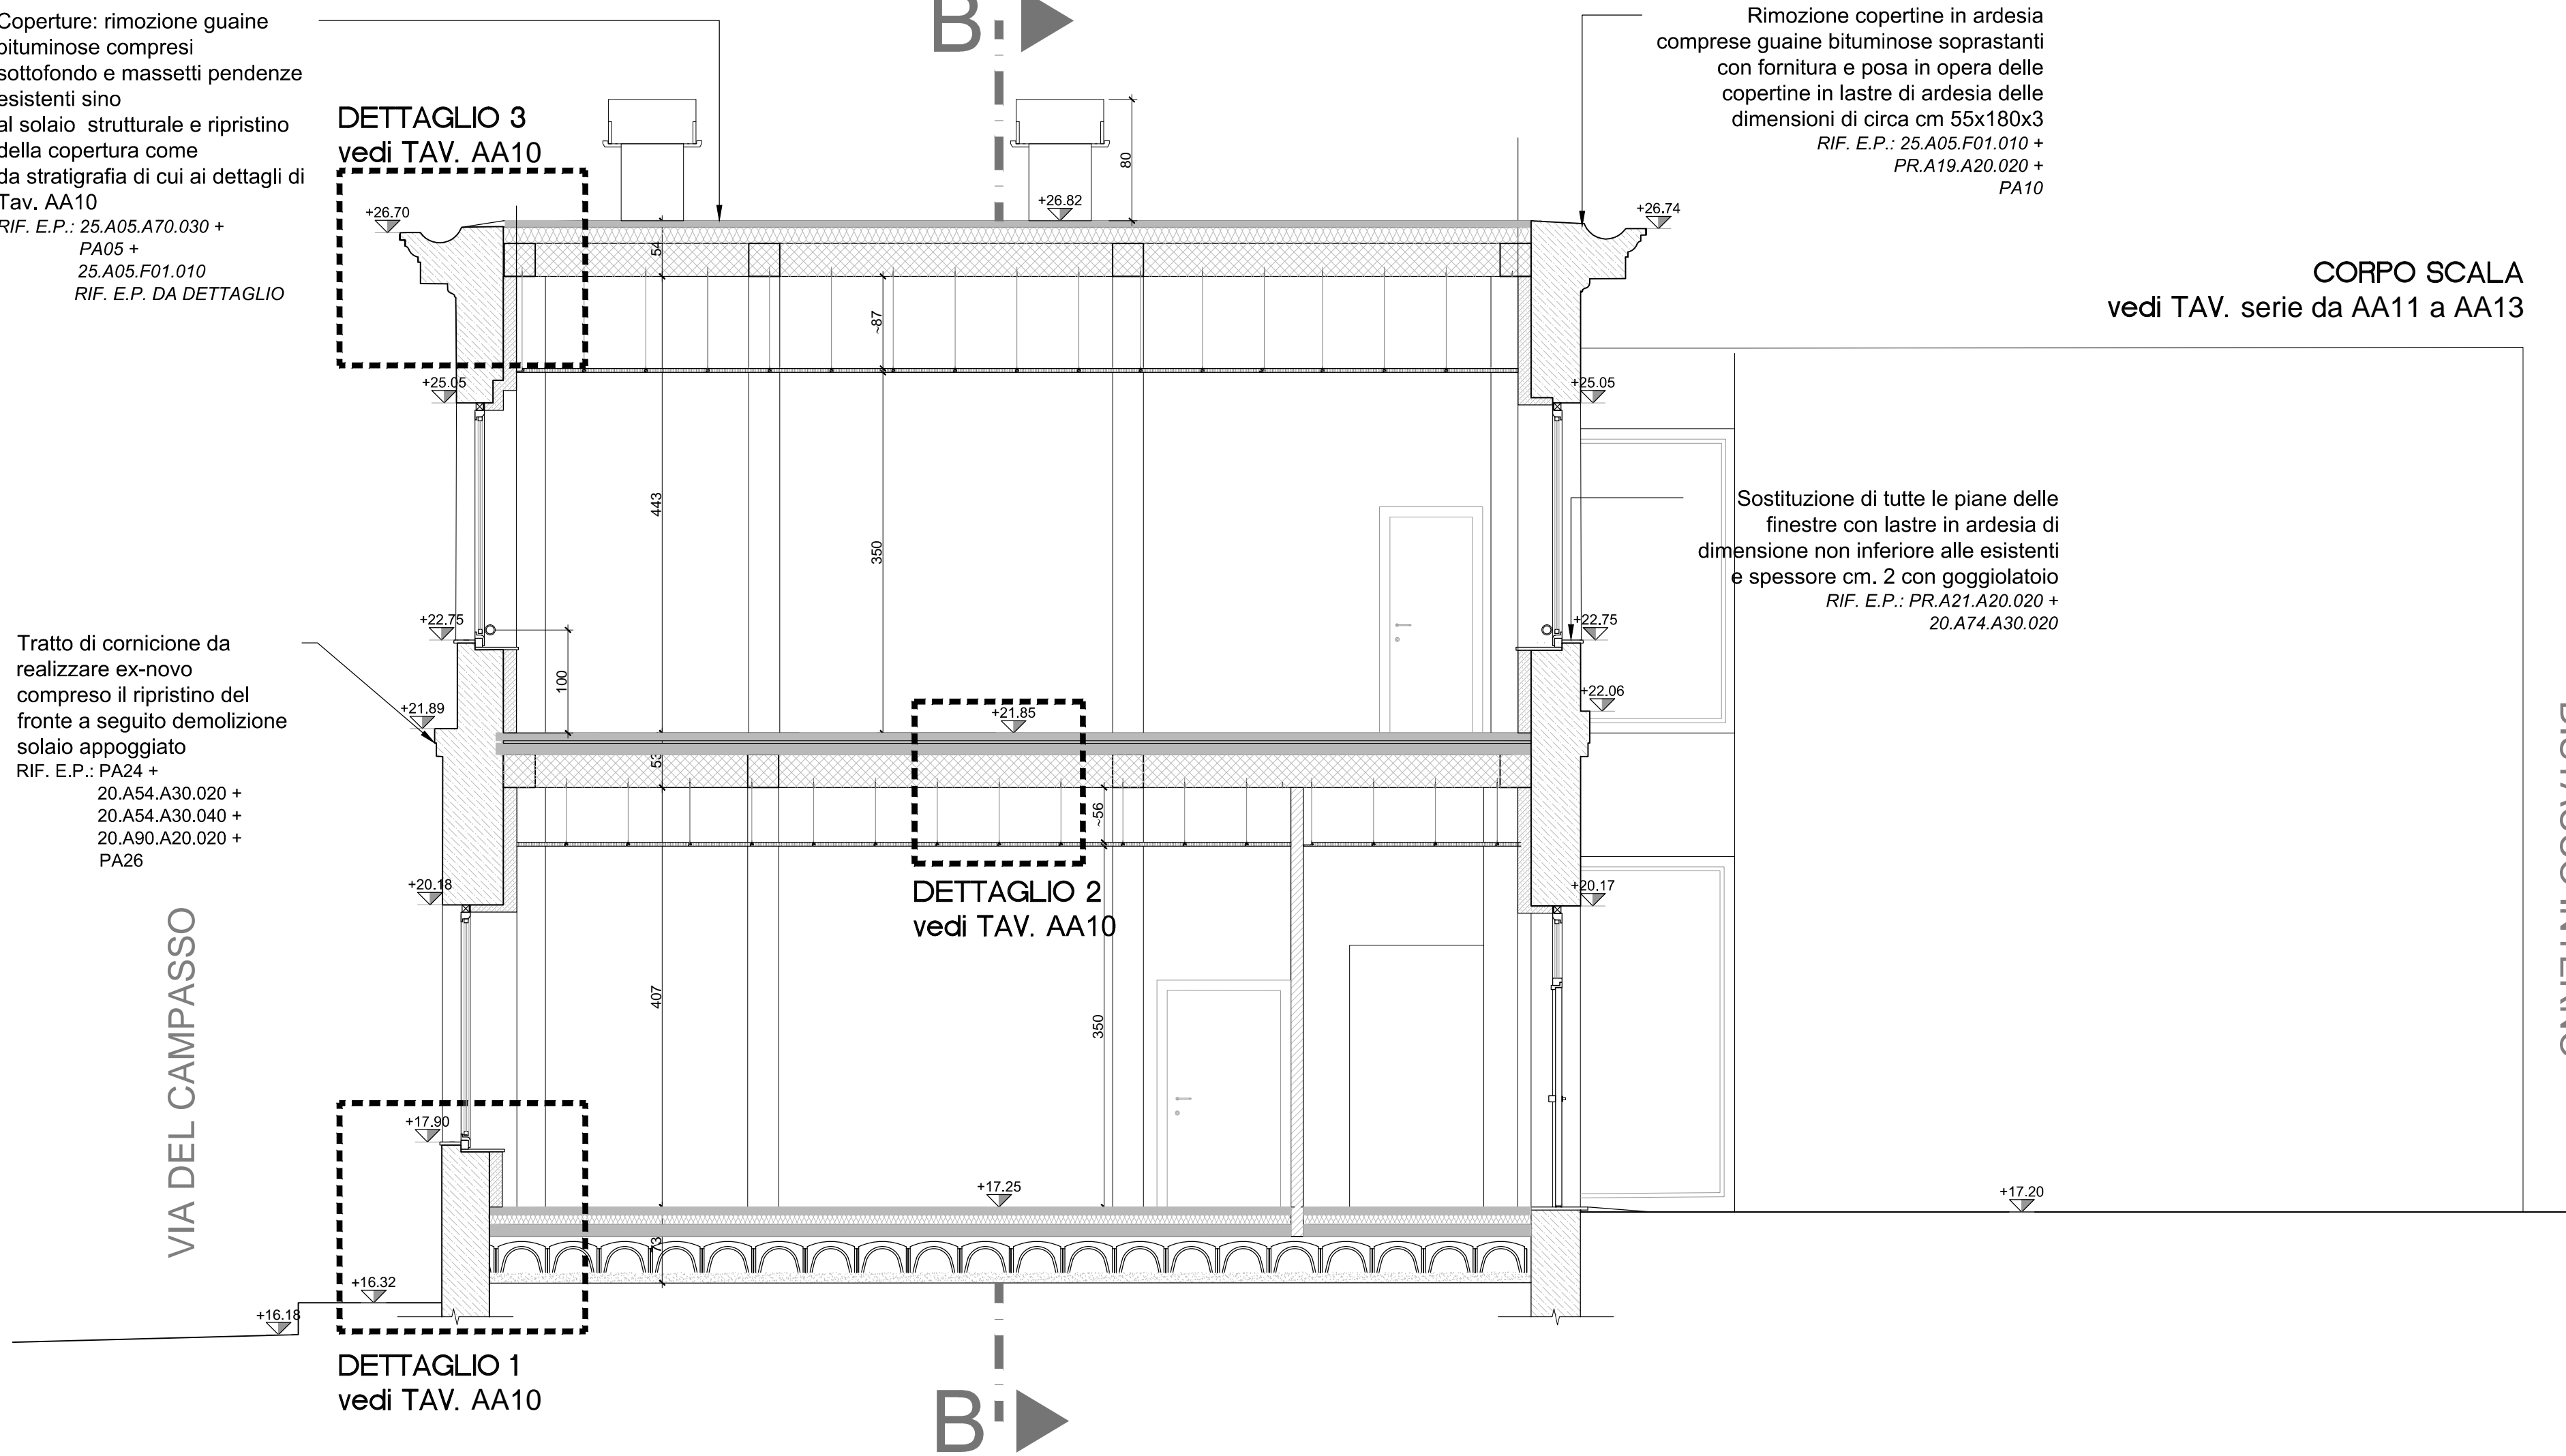 Coperture: rimozione guaine
bituminose compresi
sottofondo e massetti pendenze
esistenti sino
al solaio strutturale e ripristino
della copertura come
da stratigrafia di cui ai dettagli di
Tav. AA10
RIF. E.P.: 25.A05.A70.030 +
PA05 +
25.A05.F01.010
RIF. E.P. DA DETTAGLIO
DETTAGLIO 3
vedi TAV. AA10
B
Rimozione copertine in ardesia
comprese guaine bituminose soprastanti
con fornitura e posa in opera delle
copertine in lastre di ardesia delle
dimensioni di circa cm 55x180x3
RIF. E.P.: 25.A05.F01.010 +
PR.A19.A20.020 +
PA10
80
+26.70
+26.82
+26.74
54
~87
CORPO SCALA
vedi TAV. serie da AA11 a AA13
+25.05
+25.05
443
350
Sostituzione di tutte le piane delle
finestre con lastre in ardesia di
dimensione non inferiore alle esistenti
e spessore cm. 2 con goggiolatoio
RIF. E.P.: PR.A21.A20.020 +
20.A74.A30.020
+22.75
+22.75
100
Tratto di cornicione da
realizzare ex-novo
compreso il ripristino del
fronte a seguito demolizione
solaio appoggiato
RIF. E.P.: PA24 +
20.A54.A30.020 +
20.A54.A30.040 +
20.A90.A20.020 +
PA26
+21.89
+21.85
+22.06
53
~56
DETTAGLIO 2
vedi TAV. AA10
+20.18
+20.17
407
350
VIA DEL CAMPASSO
DISTACCO INTERNO
+17.90
+17.25
+17.20
73
+16.32
+16.18
DETTAGLIO 1
vedi TAV. AA10
B